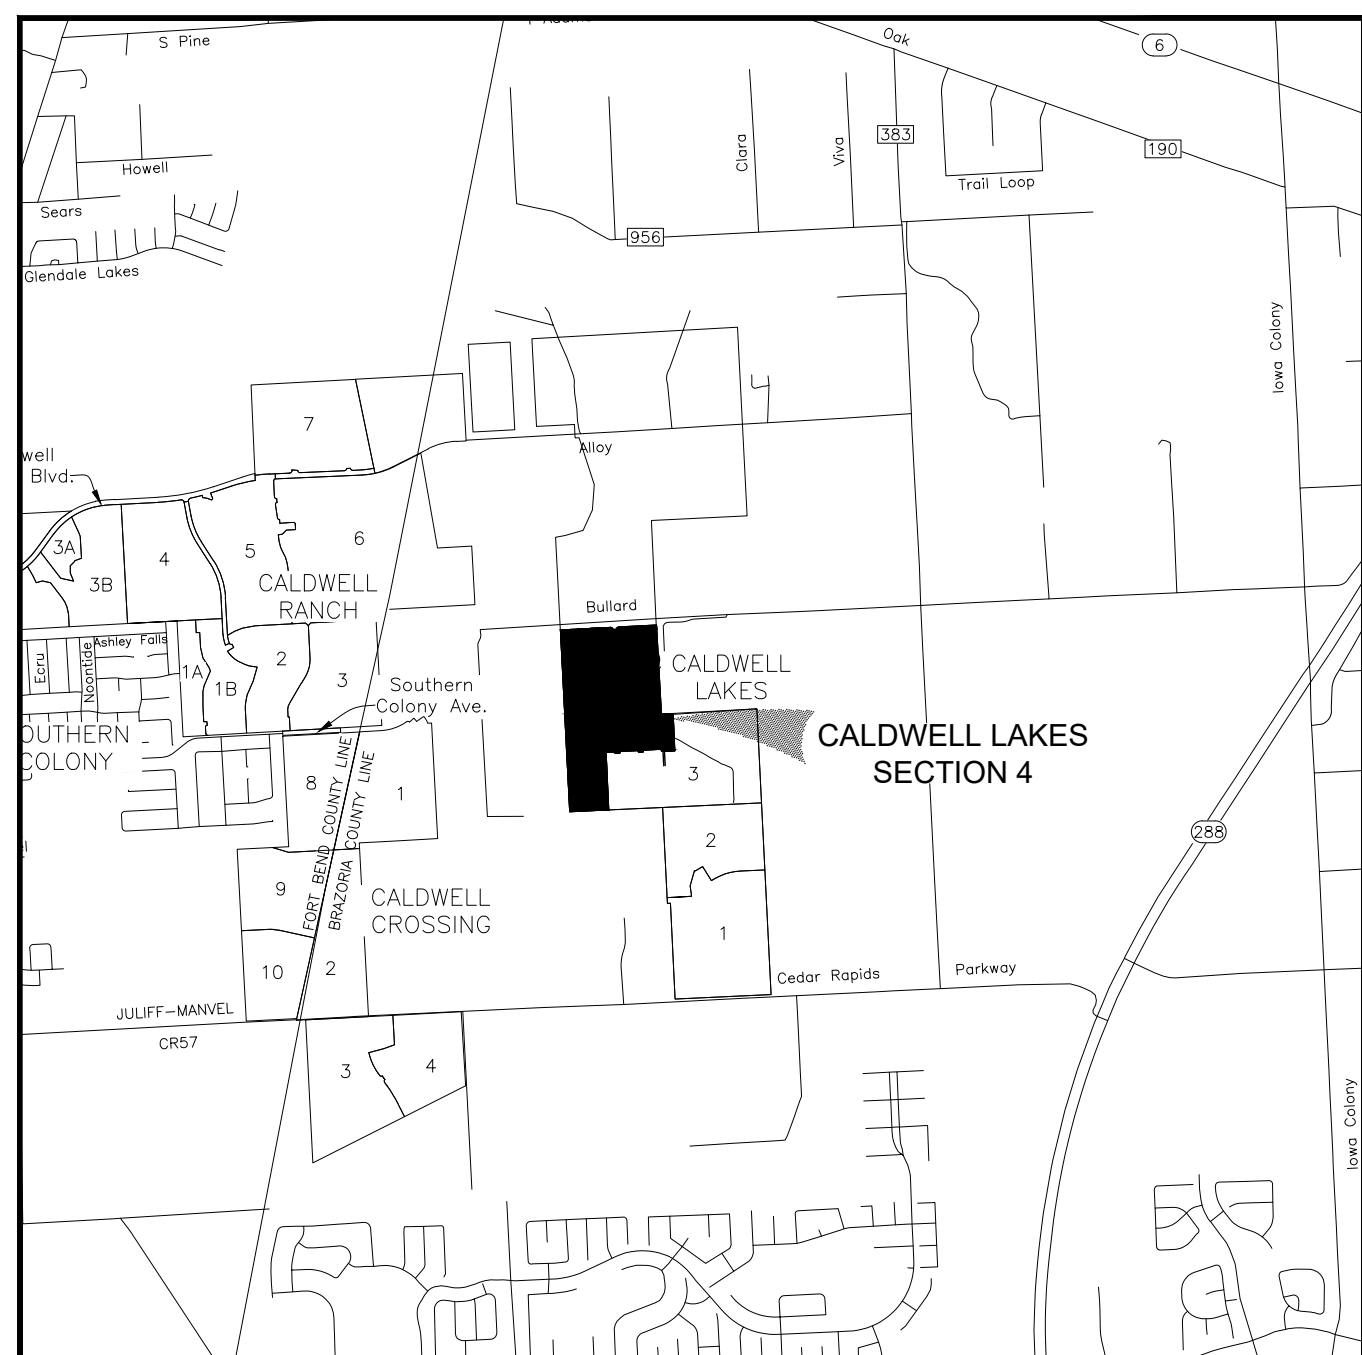 S Pine
Oak
6
383
190
Clara
Viva
Howell
Trail Loop
Sears
956
Glendale Lakes
Iowa Colony
7
well
Blvd.
Alloy
3A
3B
4
5
6
CALDWELL
RANCH
Bullard
Ashley Falls
Ecru
Noontide
1A
1B
2
3
Southern
Colony Ave.
CALDWELL
LAKES
OUTHERN
COLONY
CALDWELL LAKES
SECTION 4
8
1
3
FORT BEND COUNTY LINE
BRAZORIA COUNTY LINE
2
288
9
CALDWELL
CROSSING
1
10
2
Cedar Rapids
Parkway
JULIFF-MANVEL
CR57
3
4
Iowa Colony